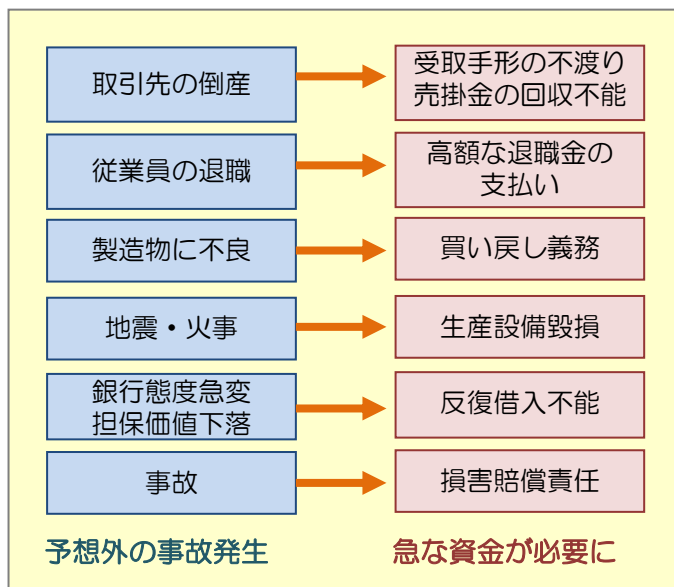 取引先の倒産
受取手形の不渡り
売掛金の回収不能
従業員の退職
高額な退職金の
支払い
製造物に不良
買い戻し義務
地震・火事
生産設備毀損
銀行態度急変
担保価値下落
反復借入不能
事故
損害賠償責任
予想外の事故発生
急な資金が必要に